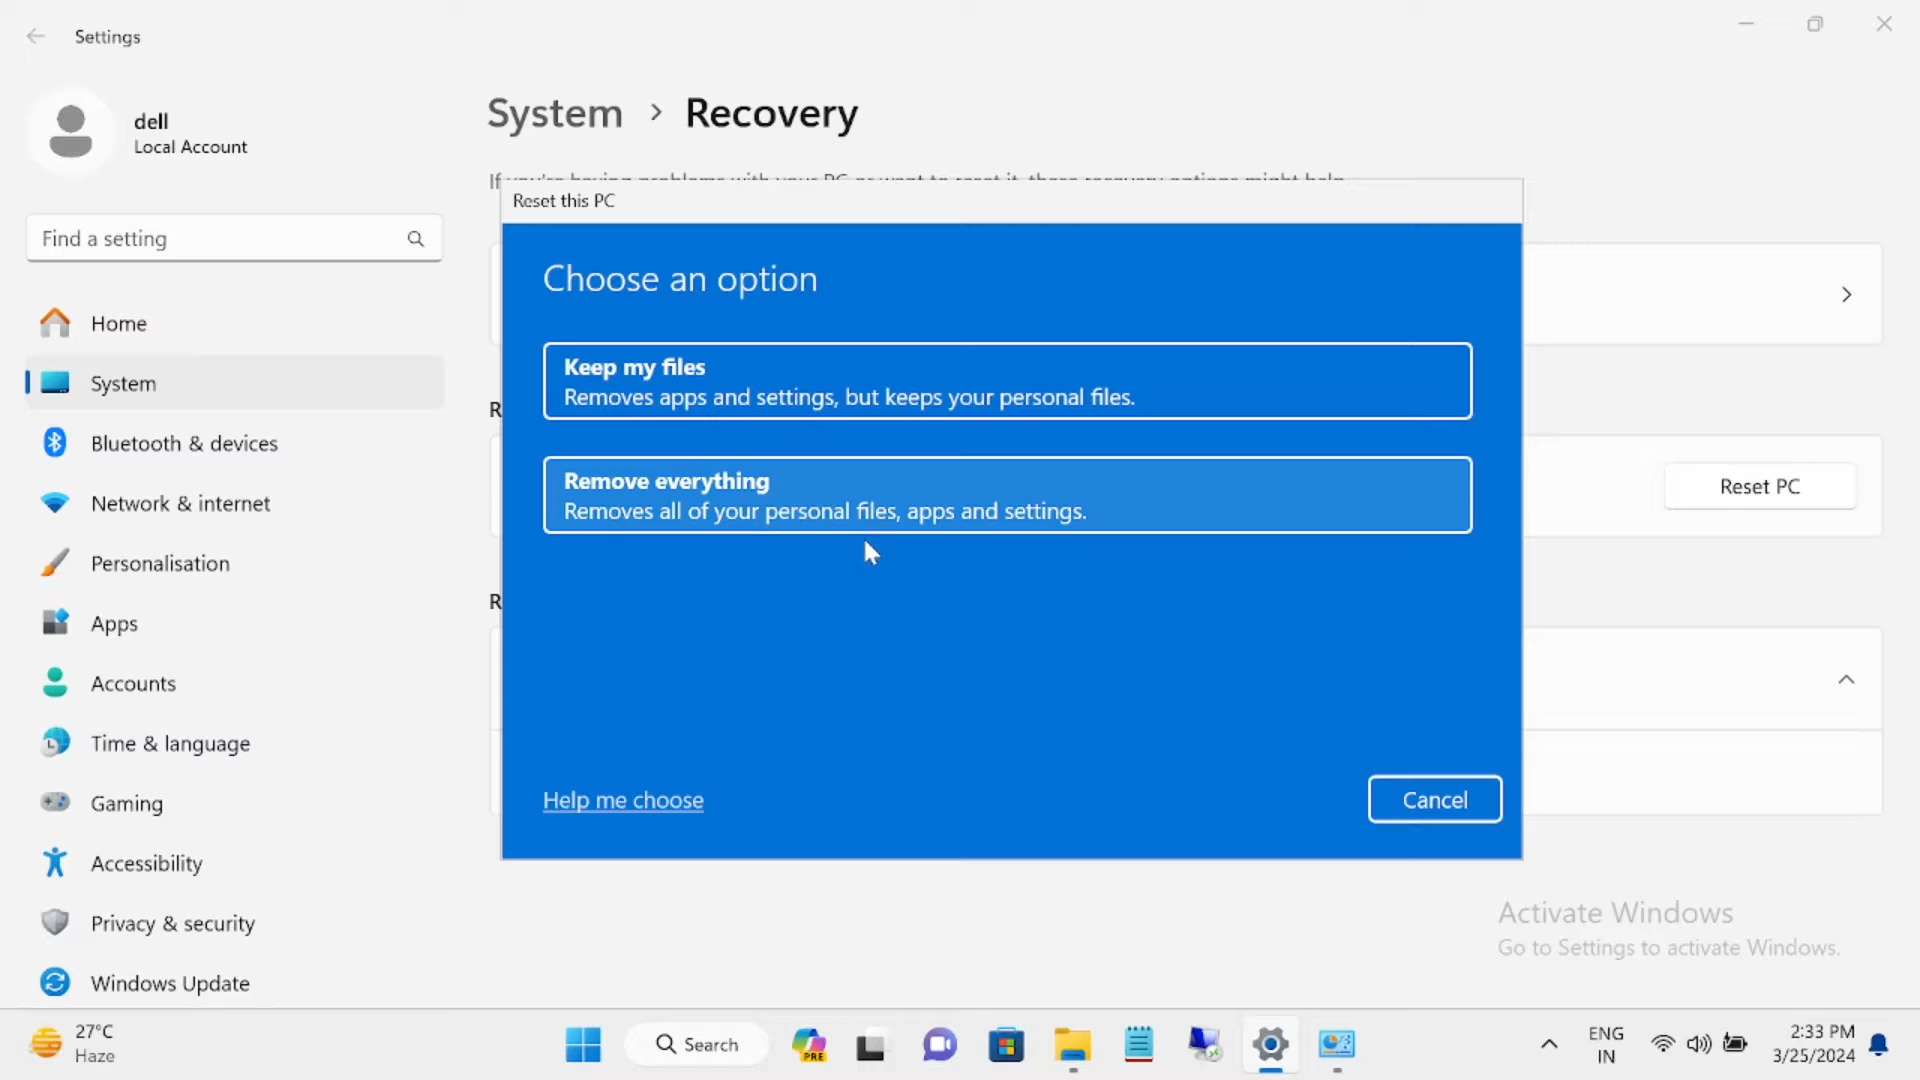 Settings
dell
Local Account
Find a setting
Home
System
Bluetooth & devices
Network & internet
Personalisation
Apps
Accounts
Time & language
Gaming
Accessibility
Privacy & security
Windows Update
System > Recovery
Reset this PC
Choose an option
Keep my files
Removes apps and settings, but keeps your personal files.
Remove everything
Removes all of your personal files, apps and settings.
Help me choose
Cancel
Reset PC
Activate Windows
Go to Settings to activate Windows.
27°C
Haze
Search
PRE
ENG
IN
2:33 PM
3/25/2024